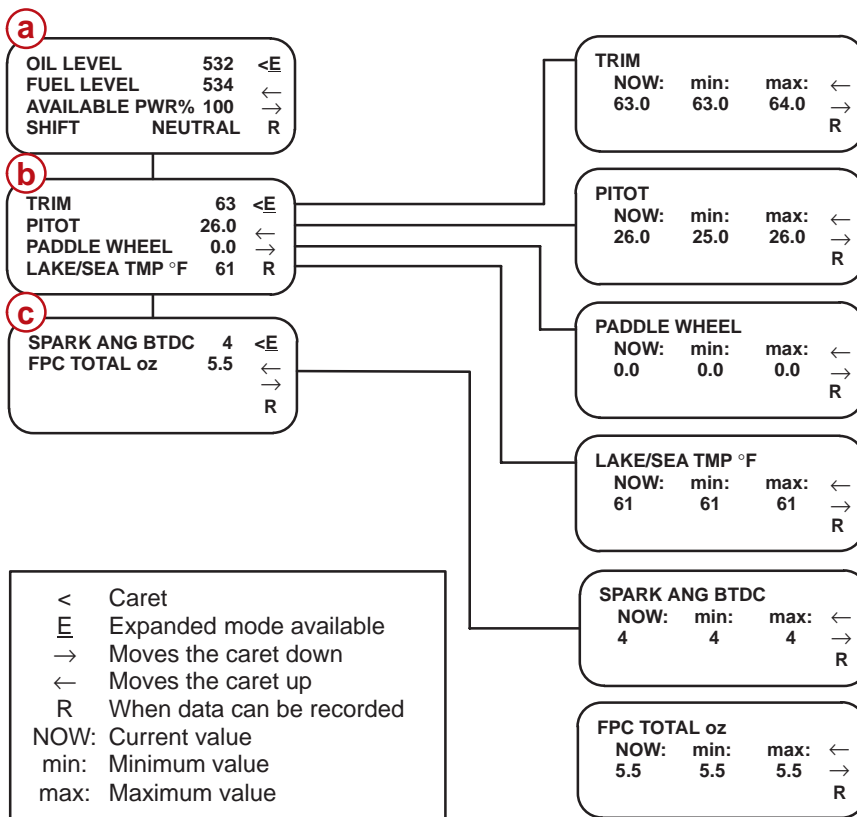 a
OIL LEVEL 532 <E
FUEL LEVEL 534 ←
AVAILABLE PWR% 100 →
SHIFT NEUTRAL R
b
TRIM 63 <E
PITOT 26.0 ←
PADDLE WHEEL 0.0 →
LAKE/SEA TMP °F 61 R
c
SPARK ANG BTDC 4 <E
FPC TOTAL oz 5.5 ←
→
R
TRIM
NOW: min: max: ←
63.0 63.0 64.0 →
R
PITOT
NOW: min: max: ←
26.0 25.0 26.0 →
R
PADDLE WHEEL
NOW: min: max: ←
0.0 0.0 0.0 →
R
LAKE/SEA TMP °F
NOW: min: max: ←
61 61 61 →
R
SPARK ANG BTDC
NOW: min: max: ←
4 4 4 →
R
FPC TOTAL oz
NOW: min: max: ←
5.5 5.5 5.5 →
R
< Caret
E Expanded mode available
→ Moves the caret down
← Moves the caret up
R When data can be recorded
NOW: Current value
min: Minimum value
max: Maximum value